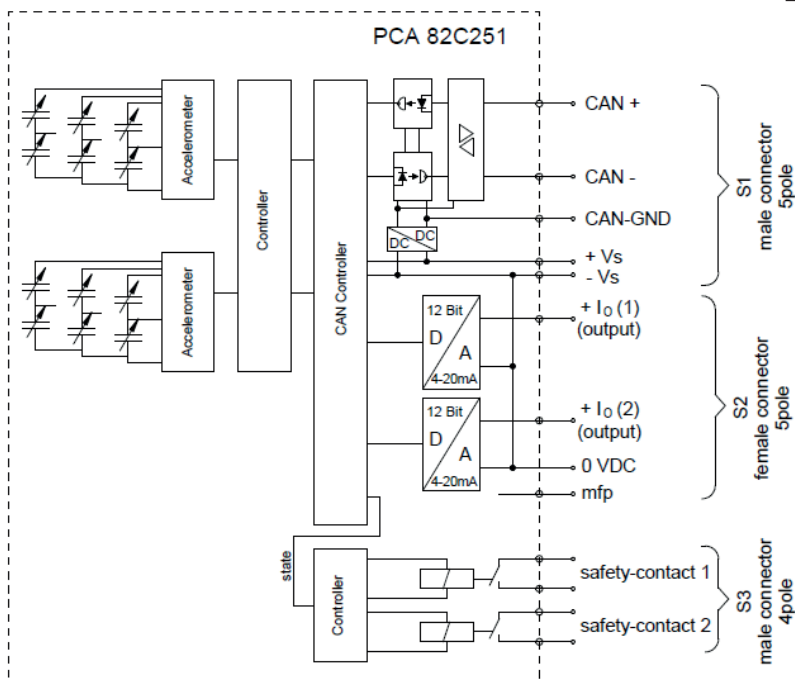 PCA 82C251
Accelerometer
Accelerometer
Controller
CAN Controller
DC
DC
CAN +
CAN -
CAN-GND
+ Vs
- Vs
S1
male connector
5pole
12 Bit
D
A
4-20mA
+ I₀ (1)
(output)
12 Bit
D
A
4-20mA
+ I₀ (2)
(output)
0 VDC
mfp
S2
female connector
5pole
state
Controller
safety-contact 1
safety-contact 2
S3
male connector
4pole